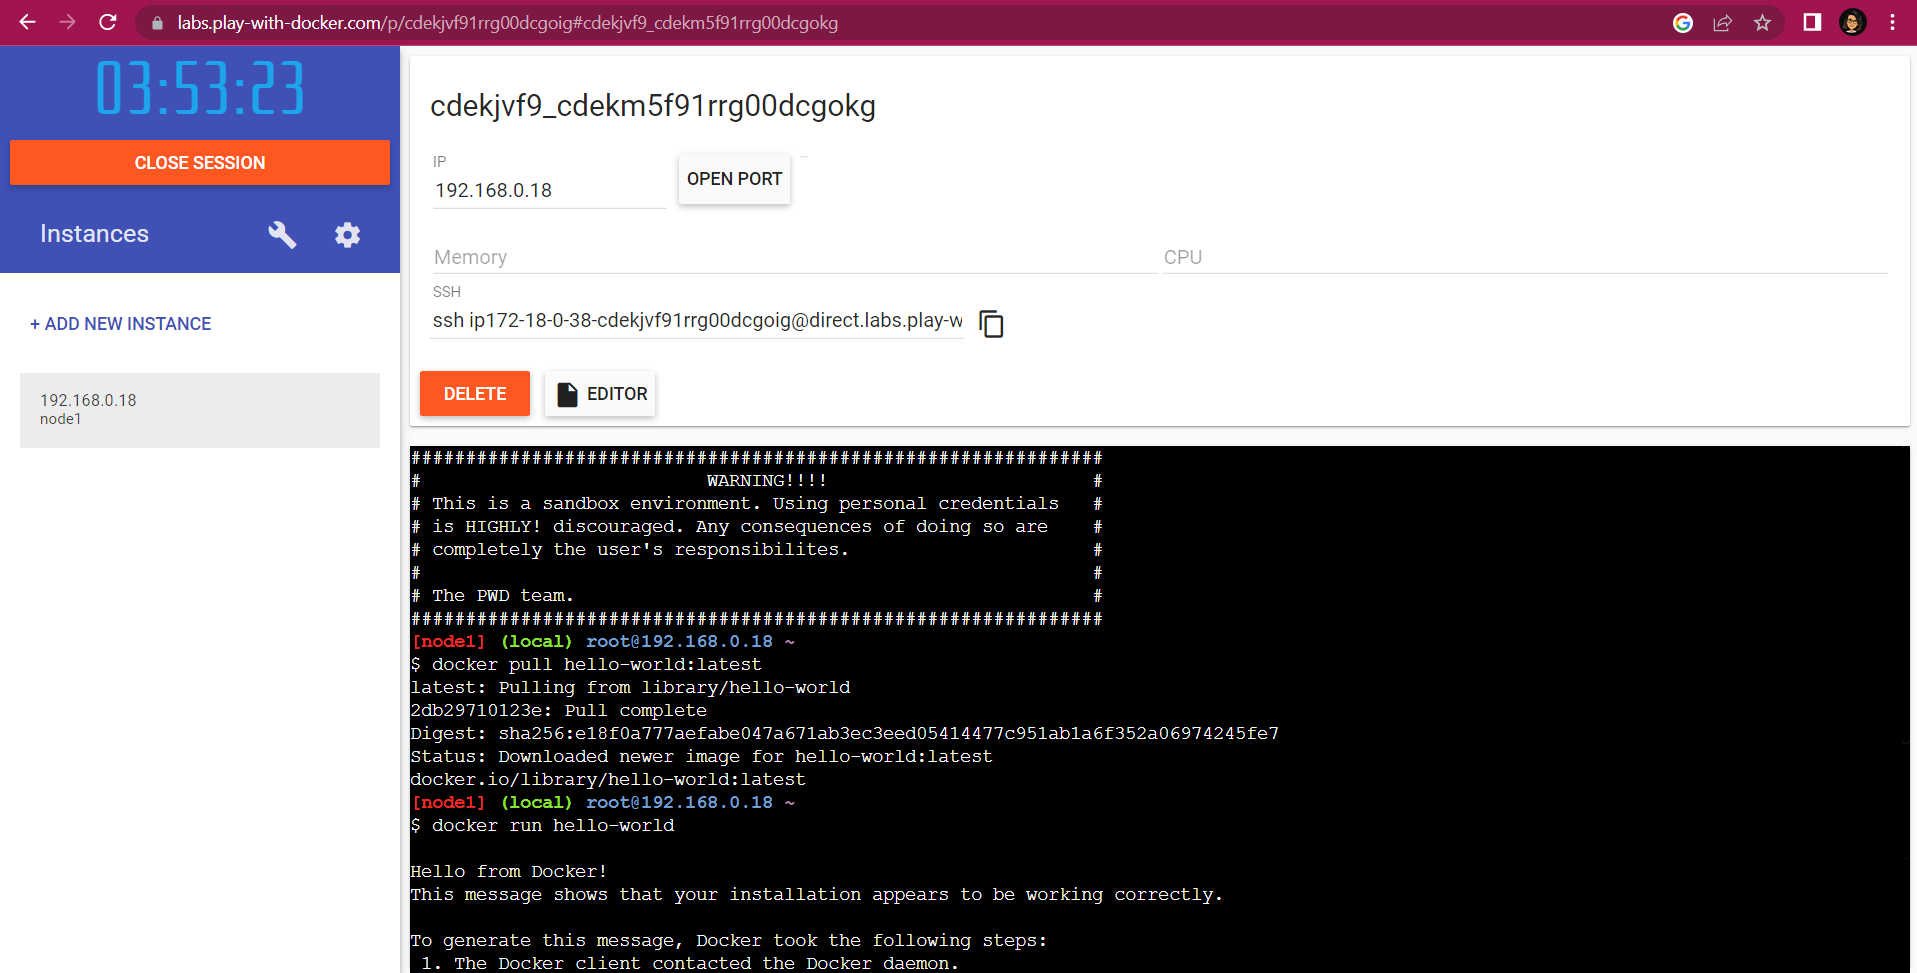 labs.play-with-docker.com/p/cdekjvf91rrg00dcgoig#cdekjvf9_cdekm5f91rrg00dcgokg
03:53:23
CLOSE SESSION
Instances
+ ADD NEW INSTANCE
192.168.0.18
node1
cdekjvf9_cdekm5f91rrg00dcgokg
IP
192.168.0.18
OPEN PORT
Memory
CPU
SSH
ssh ip172-18-0-38-cdekjvf91rrg00dcgoig@direct.labs.play-w
DELETE
EDITOR
###############################################################
# WARNING!!!! #
# This is a sandbox environment. Using personal credentials #
# is HIGHLY! discouraged. Any consequences of doing so are #
# completely the user's responsibilites. #
# #
# The PWD team. #
###############################################################
[node1] (local) root@192.168.0.18 ~
$ docker pull hello-world:latest
latest: Pulling from library/hello-world
2db29710123e: Pull complete
Digest: sha256:e18f0a777aefabe047a671ab3ec3eed05414477c951ab1a6f352a06974245fe7
Status: Downloaded newer image for hello-world:latest
docker.io/library/hello-world:latest
[node1] (local) root@192.168.0.18 ~
$ docker run hello-world
Hello from Docker!
This message shows that your installation appears to be working correctly.
To generate this message, Docker took the following steps:
1. The Docker client contacted the Docker daemon.